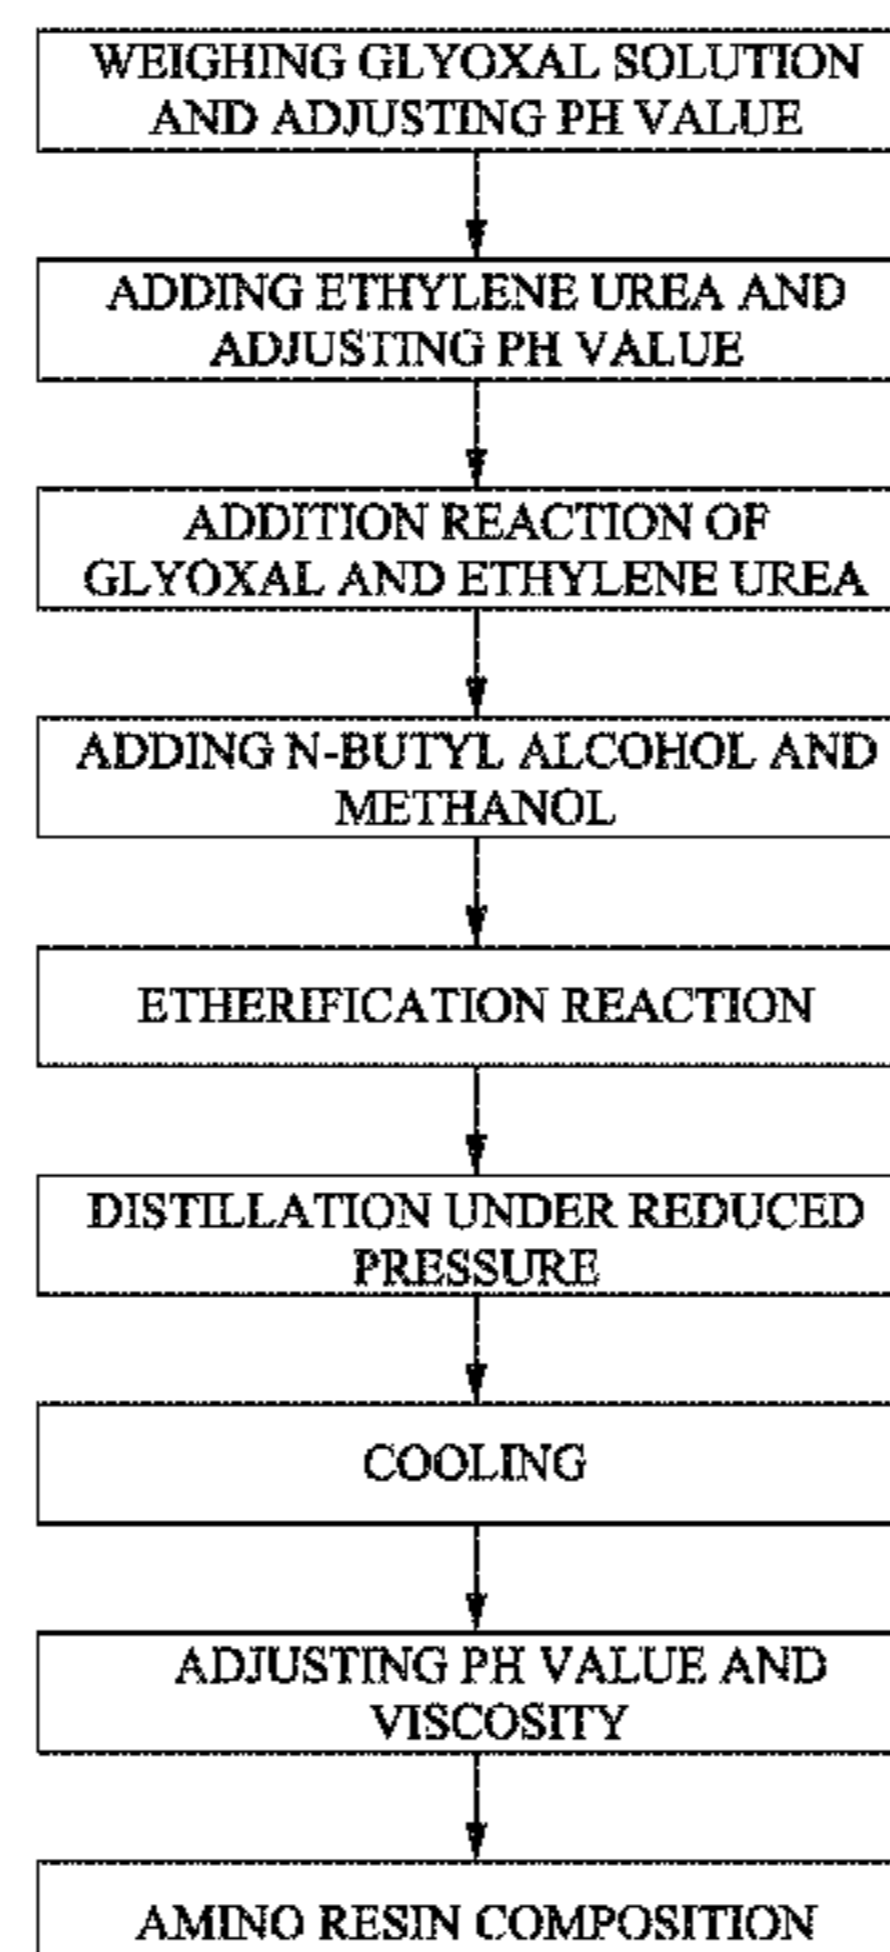 WEIGHING GLYOXAL SOLUTION
AND ADJUSTING PH VALUE
ADDING ETHYLENE UREA AND
ADJUSTING PH VALUE
ADDITION REACTION OF
GLYOXAL AND ETHYLENE UREA
ADDING N-BUTYL ALCOHOL AND
METHANOL
ETHERIFICATION REACTION
DISTILLATION UNDER REDUCED
PRESSURE
COOLING
ADJUSTING PH VALUE AND
VISCOSITY
AMINO RESIN COMPOSITION